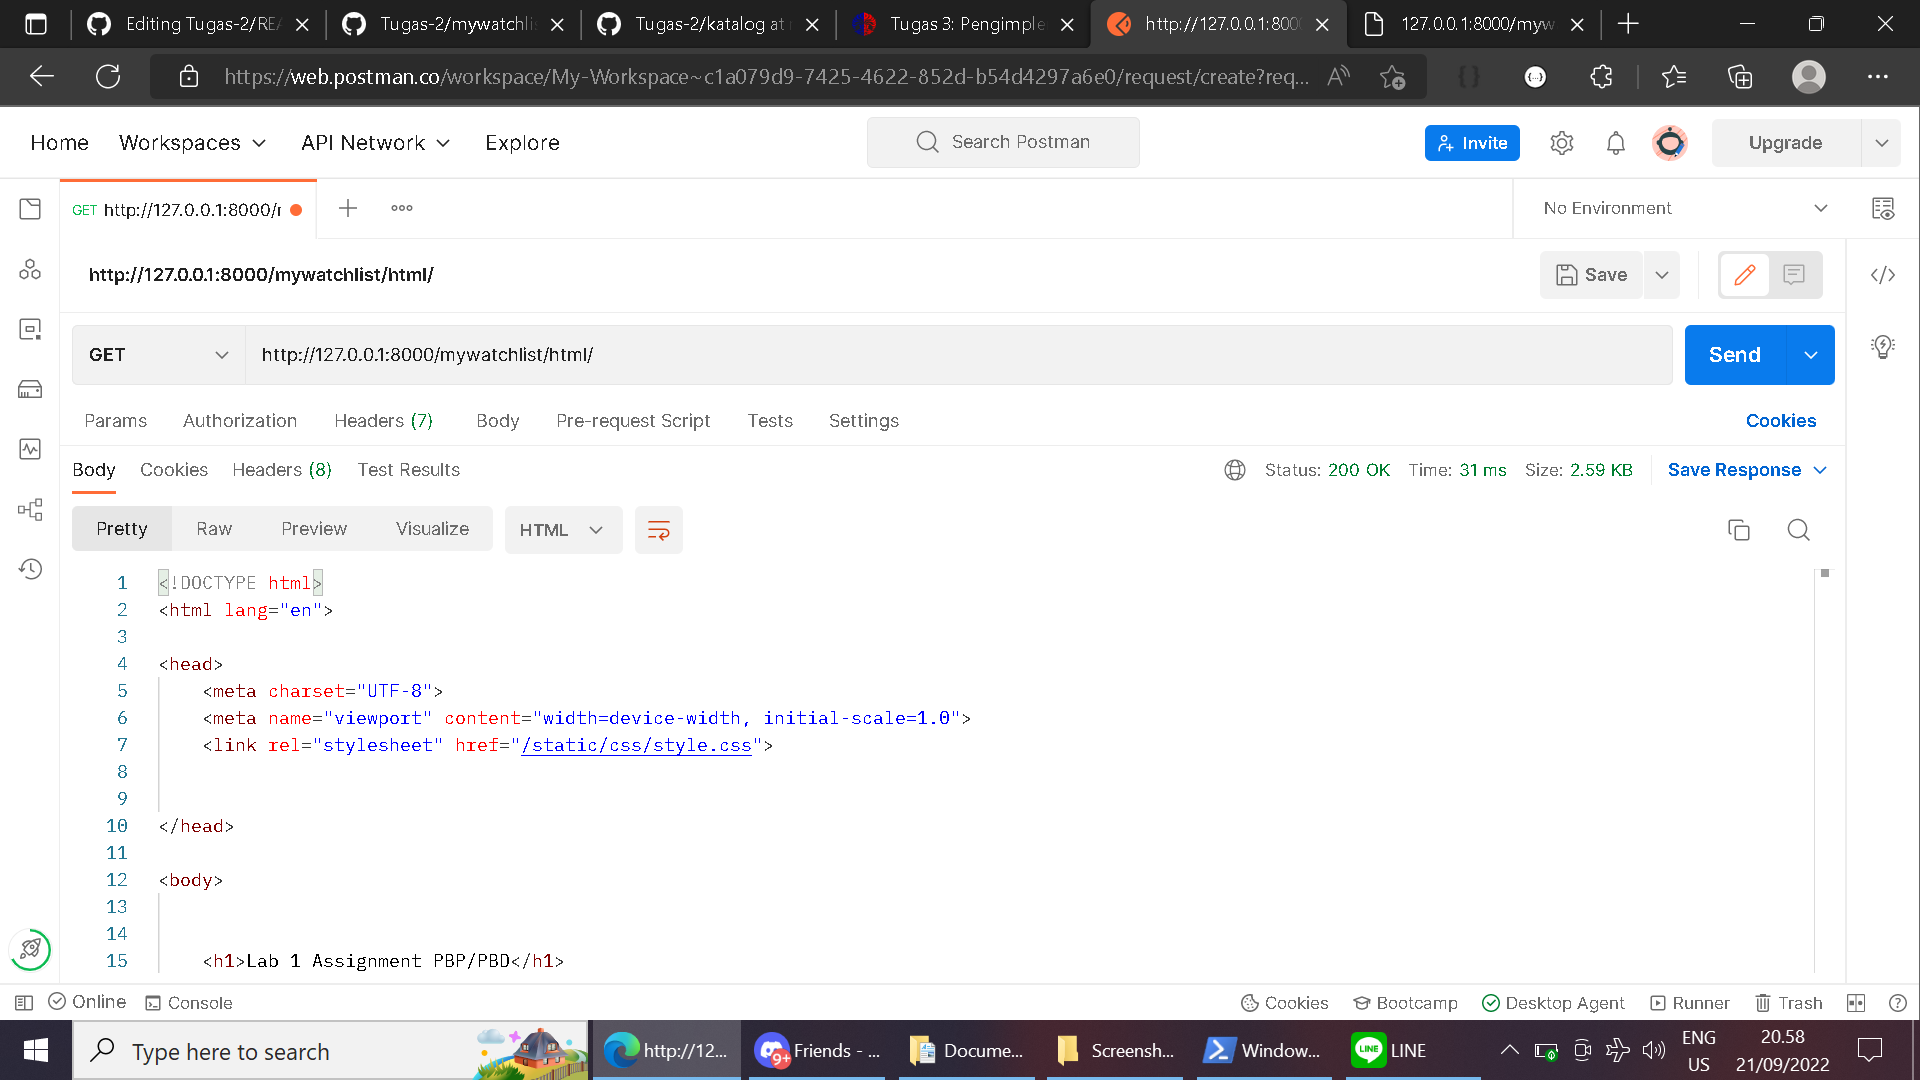 Editing Tugas-2/REA
Tugas-2/mywatchlis
Tugas-2/katalog at r
Tugas 3: Pengimple
http://127.0.0.1:8000
127.0.0.1:8000/myw
https://web.postman.co/workspace/My-Workspace~c1a079d9-7425-4622-852d-b54d4297a6e0/request/create?req...
Home
Workspaces
API Network
Explore
Search Postman
Invite
Upgrade
GET http://127.0.0.1:8000/r
No Environment
http://127.0.0.1:8000/mywatchlist/html/
Save
GET
http://127.0.0.1:8000/mywatchlist/html/
Send
Params
Authorization
Headers (7)
Body
Pre-request Script
Tests
Settings
Cookies
Body
Cookies
Headers (8)
Test Results
Status: 200 OK
Time: 31 ms
Size: 2.59 KB
Save Response
Pretty
Raw
Preview
Visualize
HTML
1 <!DOCTYPE html>
2 <html lang="en">
3
4 <head>
5 <meta charset="UTF-8">
6 <meta name="viewport" content="width=device-width, initial-scale=1.0">
7 <link rel="stylesheet" href="/static/css/style.css">
8
9
10 </head>
11
12 <body>
13
14
15 <h1>Lab 1 Assignment PBP/PBD</h1>
Online
Console
Cookies
Bootcamp
Desktop Agent
Runner
Trash
Type here to search
http://12...
9+
Friends - ...
Docume...
Screensh...
Window...
LINE
LINE
ENG
US
20.58
21/09/2022